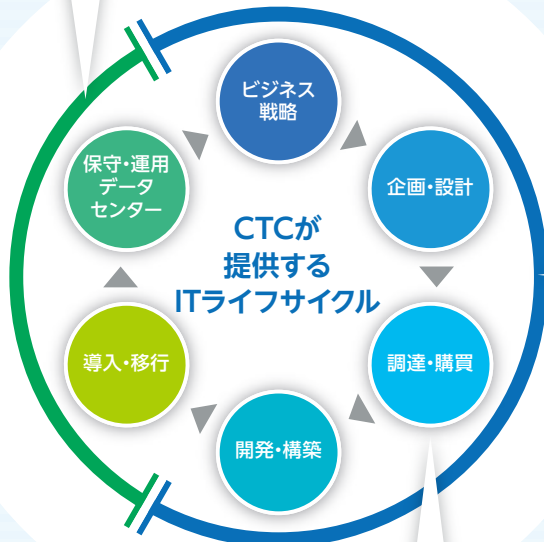 ビジネス
戦略
企画・設計
調達・購買
開発・構築
導入・移行
保守・運用
データ
センター
CTCが
提供する
ITライフサイクル